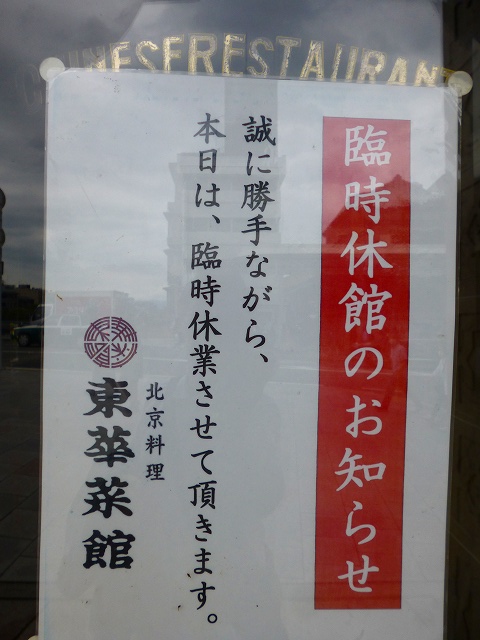 CHINESE RESTAURANT
臨時休館のお知らせ
誠に勝手ながら、
本日は、臨時休業させて頂きます。
北京料理
東華菜館